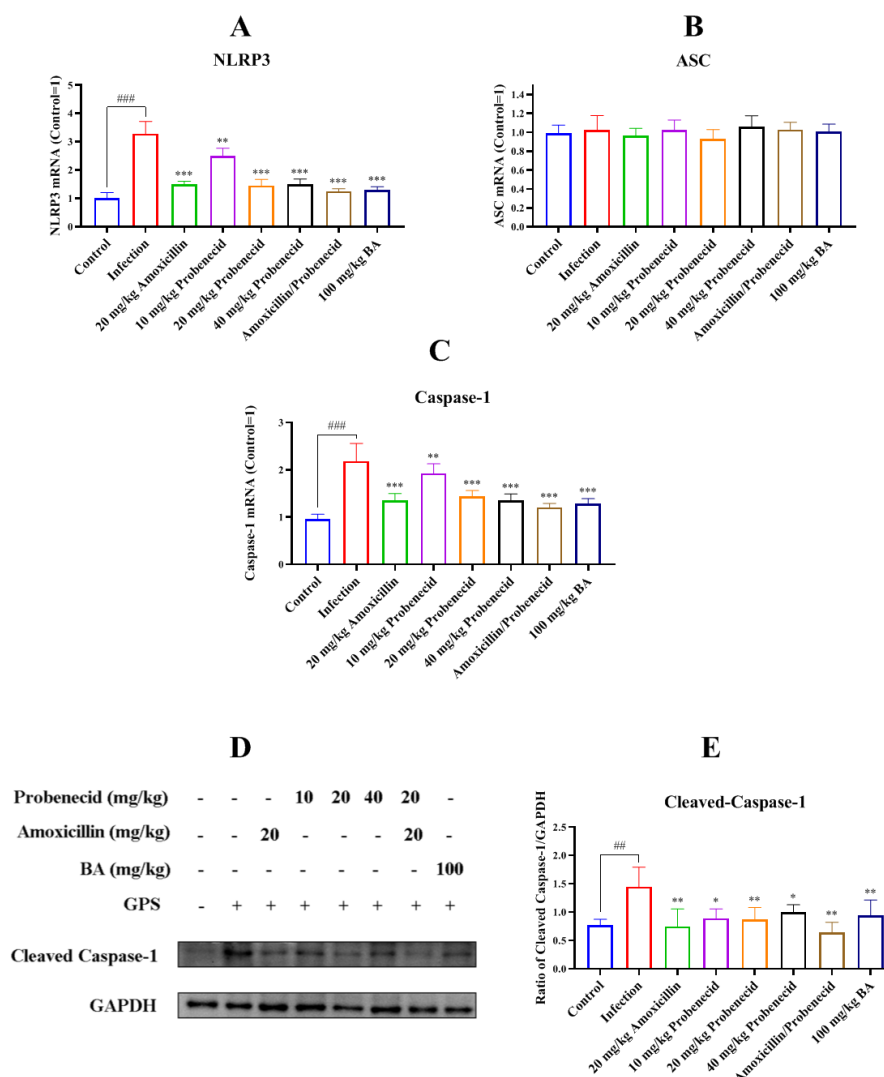 A
NLRP3
NLRP3 mRNA (Control=1)
5
4
3
2
1
0
###
***
**
***
***
***
***
Control
Infection
20 mg/kg Amoxicillin
10 mg/kg Probenecid
20 mg/kg Probenecid
40 mg/kg Probenecid
Amoxicillin/Probenecid
100 mg/kg BA
B
ASC
ASC mRNA (Control=1)
1.4
1.2
1.0
0.8
0.6
0.4
0.2
0.0
Control
Infection
20 mg/kg Amoxicillin
10 mg/kg Probenecid
20 mg/kg Probenecid
40 mg/kg Probenecid
Amoxicillin/Probenecid
100 mg/kg BA
C
Caspase-1
Caspase-1 mRNA (Control=1)
3
2
1
0
###
***
**
***
***
***
***
Control
Infection
20 mg/kg Amoxicillin
10 mg/kg Probenecid
20 mg/kg Probenecid
40 mg/kg Probenecid
Amoxicillin/Probenecid
100 mg/kg BA
D
Probenecid (mg/kg) - - - 10 20 40 20 -
Amoxicillin (mg/kg) - - 20 - - - 20 -
BA (mg/kg) - - - - - - - 100
GPS - + + + + + + +
Cleaved Caspase-1
GAPDH
E
Cleaved-Caspase-1
Ratio of Cleaved Caspase-1/GAPDH
2.5
2.0
1.5
1.0
0.5
0.0
##
**
*
**
*
**
**
Control
Infection
20 mg/kg Amoxicillin
10 mg/kg Probenecid
20 mg/kg Probenecid
40 mg/kg Probenecid
Amoxicillin/Probenecid
100 mg/kg BA